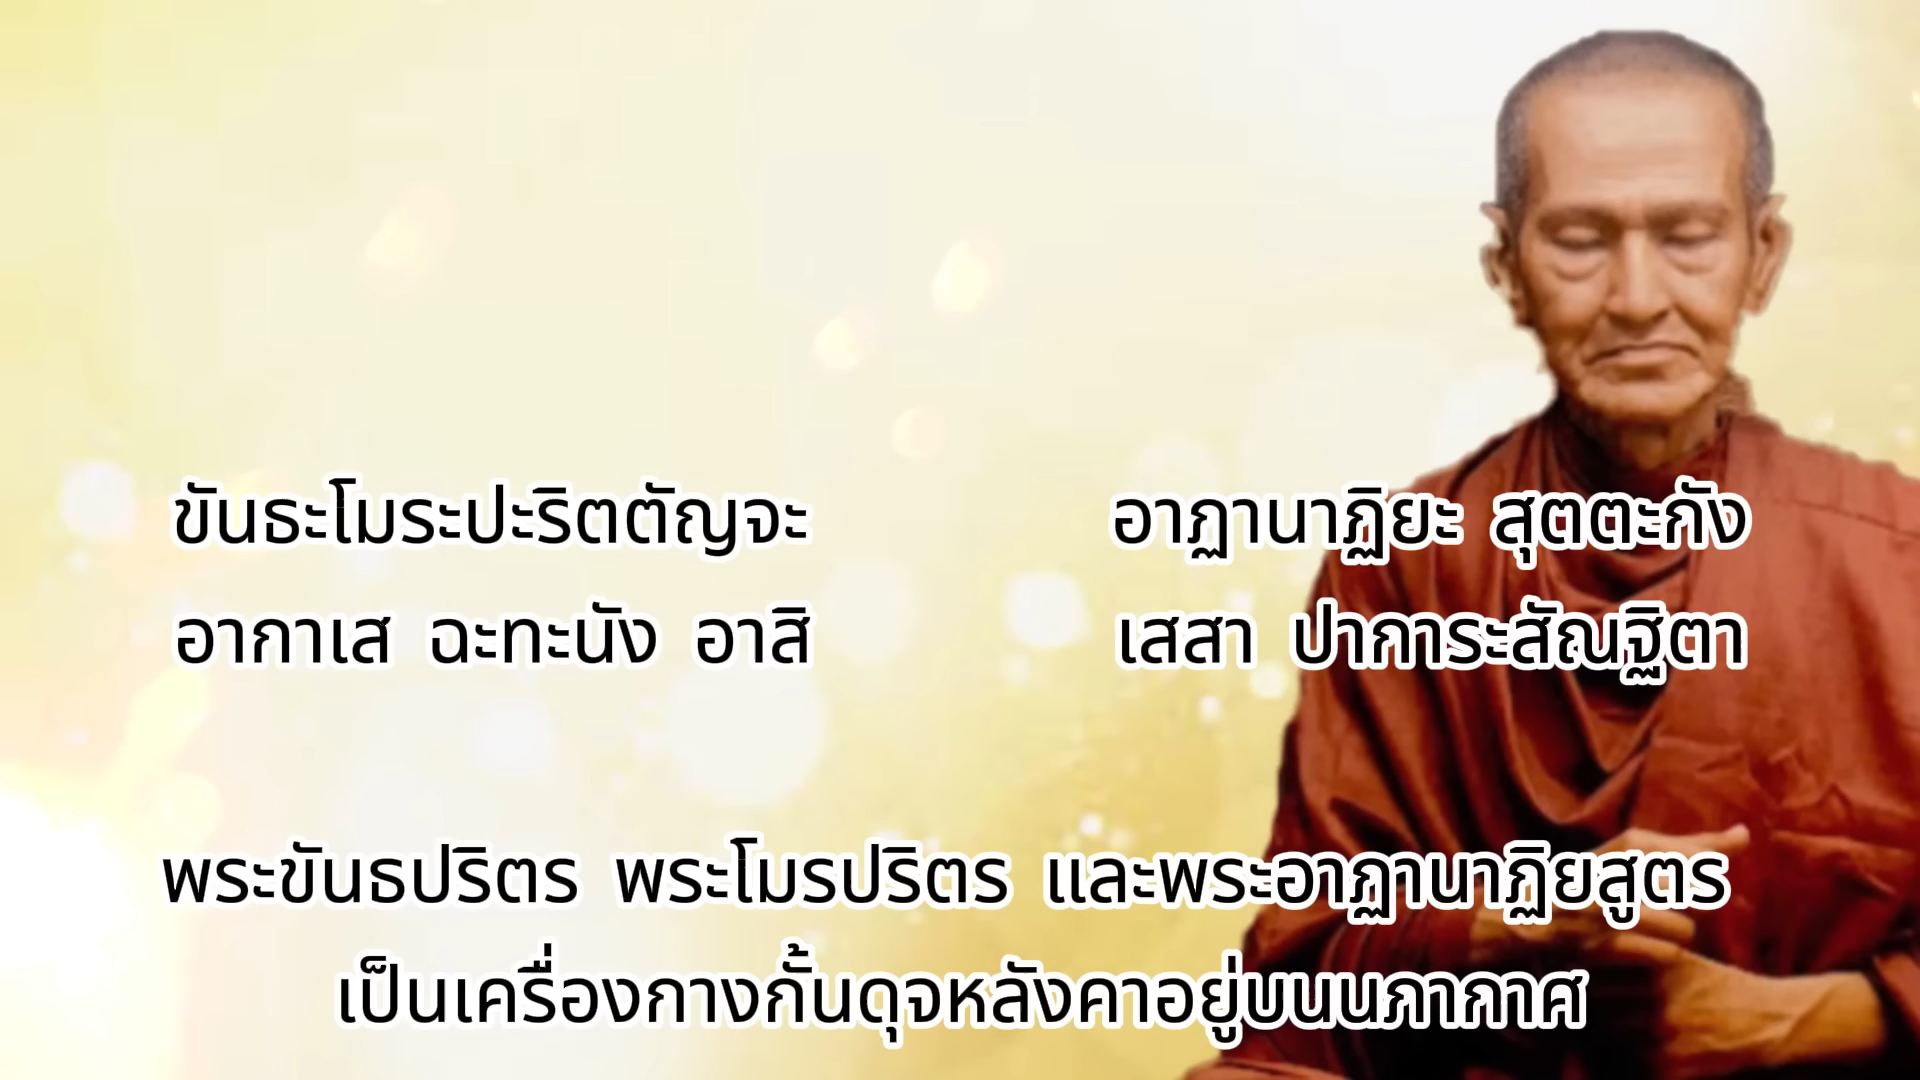 ขันธะโมระปะริตตัญจะ อาฏานาฏิยะ สุตตะกัง
อากาเส ฉะทะนัง อาสิ เสสา ปาการะสัณฐิตา
พระขันธปริตร พระโมรปริตร และพระอาฏานาฏิยสูตร
เป็นเครื่องกางกั้นดุจหลังคาอยู่บนนภากาศ